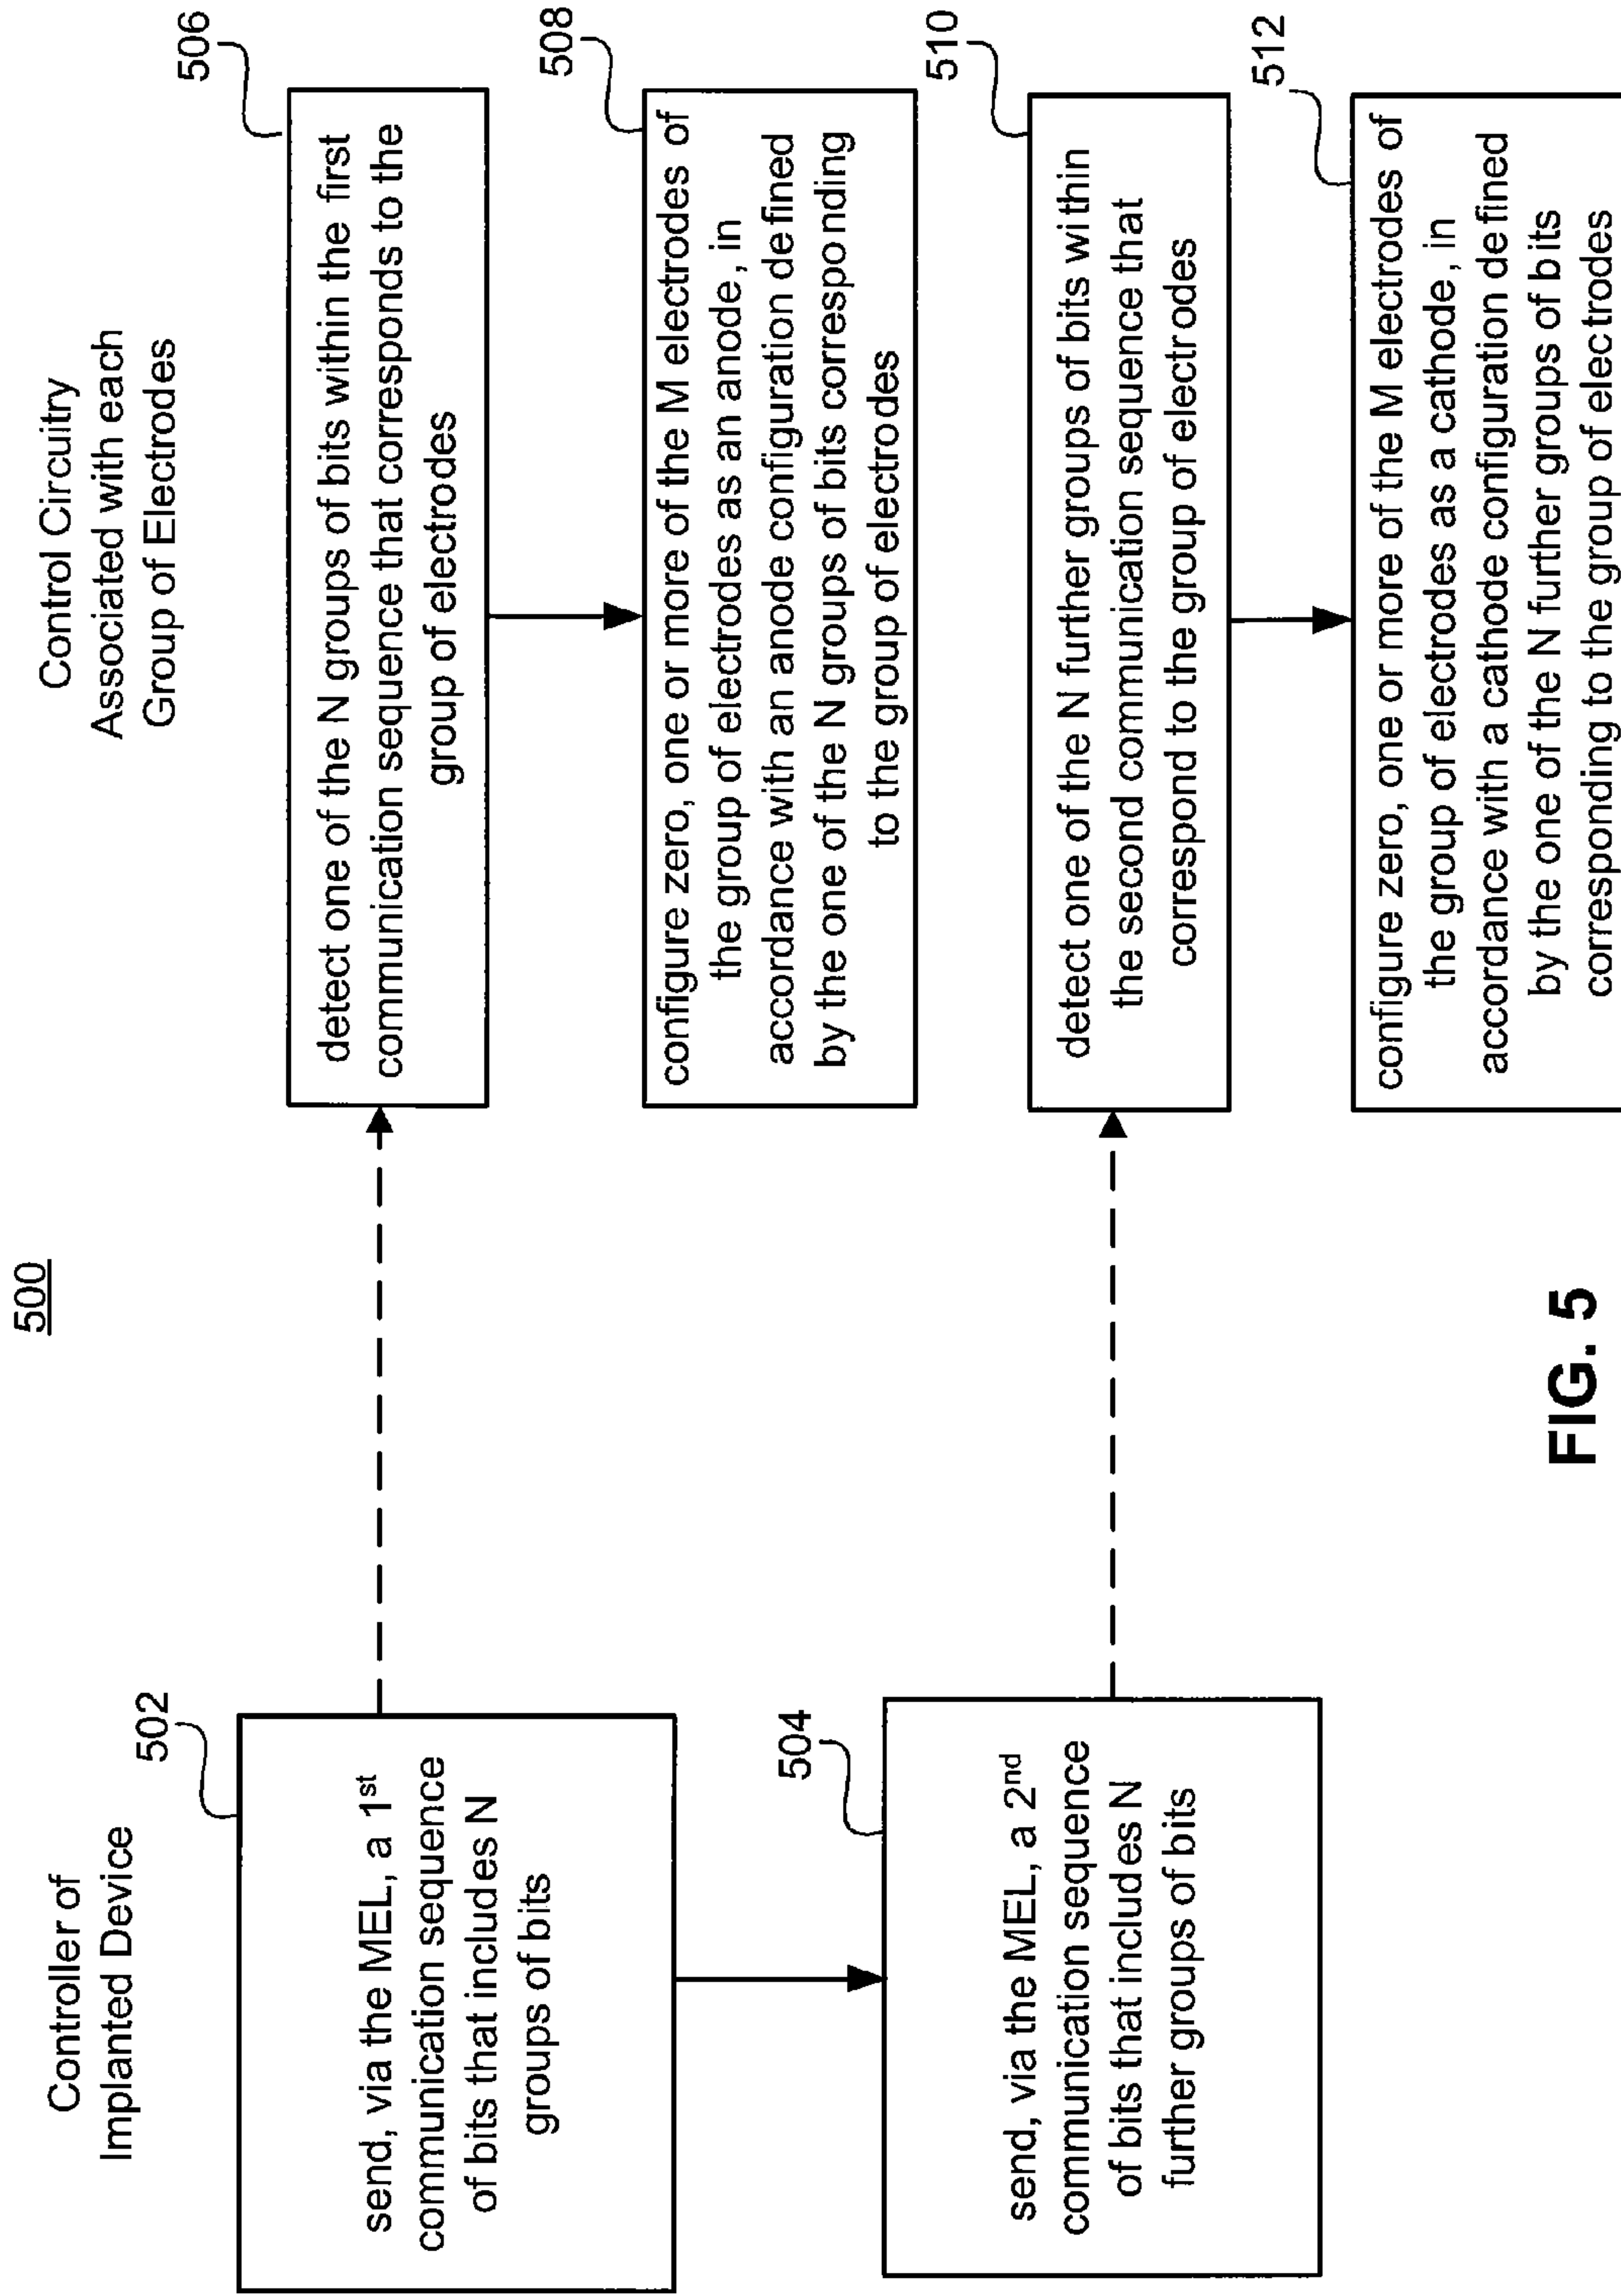 500
Controller of
Implanted Device
Control Circuitry
Associated with each
Group of Electrodes
502
send, via the MEL, a 1st
communication sequence
of bits that includes N
groups of bits
504
send, via the MEL, a 2nd
communication sequence
of bits that includes N
further groups of bits
506
detect one of the N groups of bits within the first
communication sequence that corresponds to the
group of electrodes
508
configure zero, one or more of the M electrodes of
the group of electrodes as an anode, in
accordance with an anode configuration defined
by the one of the N groups of bits corresponding
to the group of electrodes
510
detect one of the N further groups of bits within
the second communication sequence that
correspond to the group of electrodes
512
configure zero, one or more of the M electrodes of
the group of electrodes as a cathode, in
accordance with a cathode configuration defined
by the one of the N further groups of bits
corresponding to the group of electrodes
FIG. 5